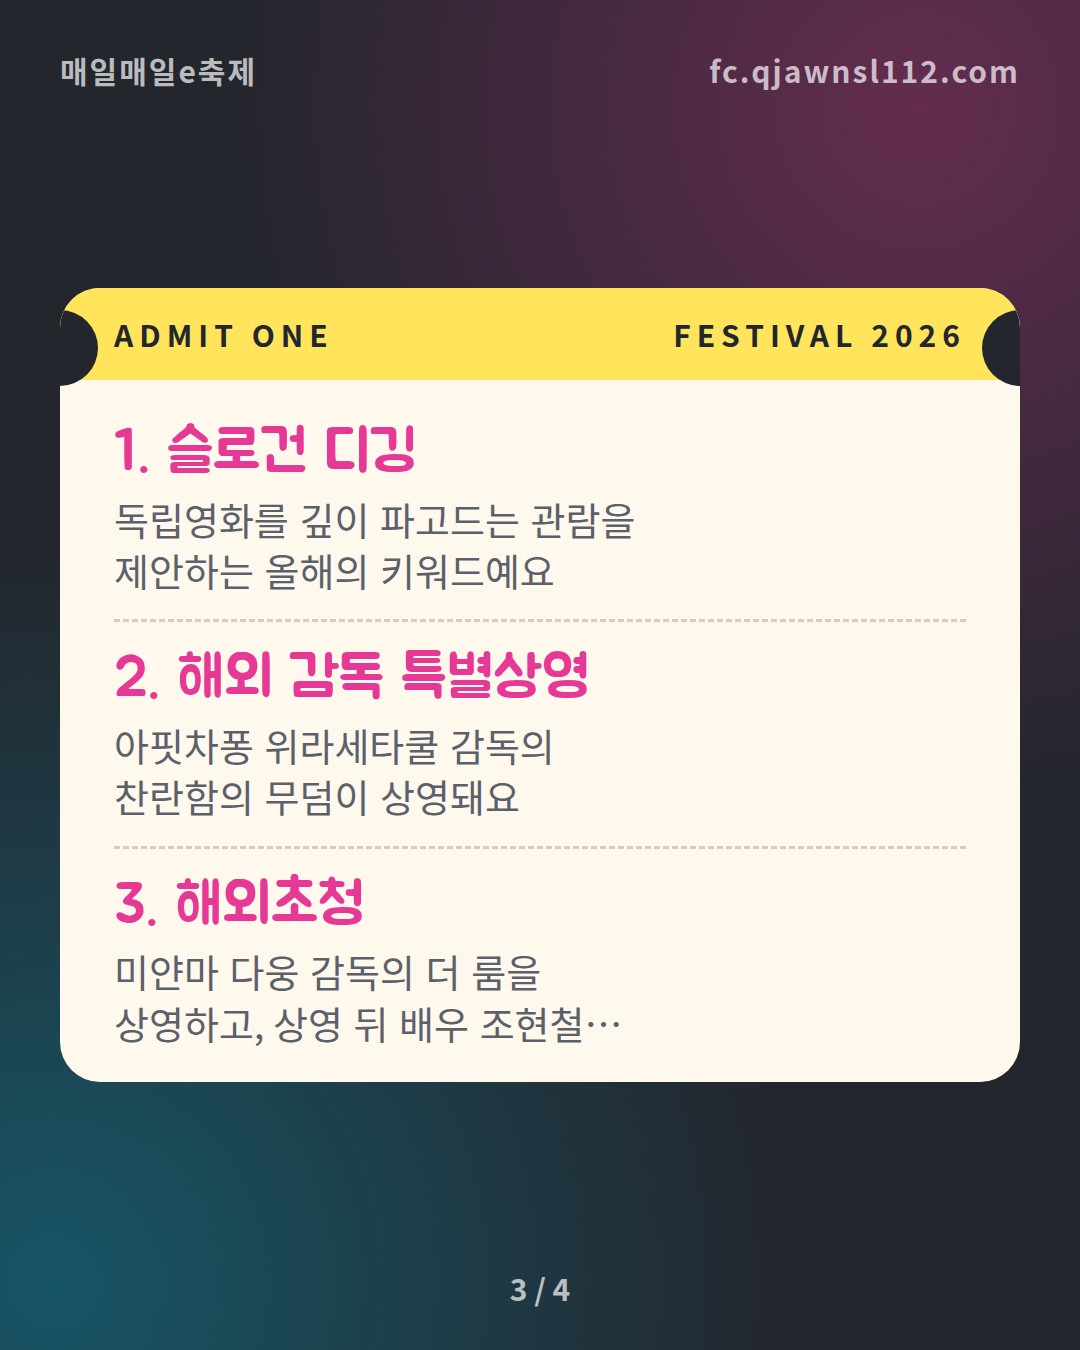 매일매일e축제
fc.qjawnsl112.com
ADMIT ONE
FESTIVAL 2026
1. 슬로건 디깅
독립영화를 깊이 파고드는 관람을
제안하는 올해의 키워드예요
2. 해외 감독 특별상영
아핏차퐁 위라세타쿨 감독의
찬란함의 무덤이 상영돼요
3. 해외초청
미얀마 다웅 감독의 더 룸을
상영하고, 상영 뒤 배우 조현철…
3 / 4